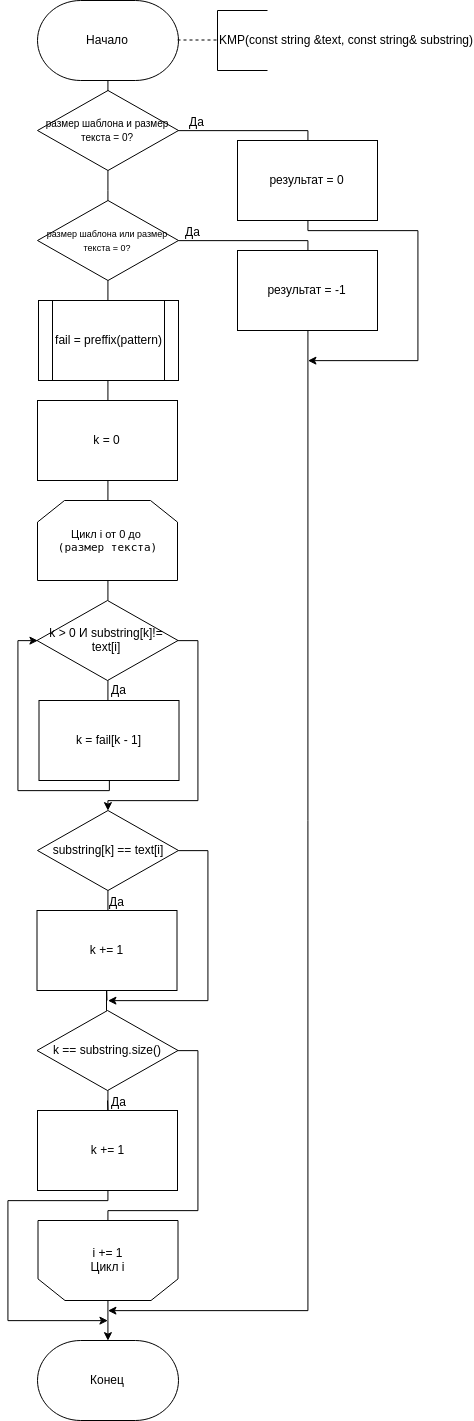 Начало
KMP(const string &text, const string& substring)
размер шаблона и размер
текста = 0?
Да
результат = 0
размер шаблона или размер
текста = 0?
Да
результат = -1
fail = preffix(pattern)
k = 0
Цикл i от 0 до
(размер текста)
k > 0 И substring[k]!=
text[i]
Да
k = fail[k - 1]
substring[k] == text[i]
Да
k += 1
k == substring.size()
Да
k += 1
i += 1
Цикл i
Конец